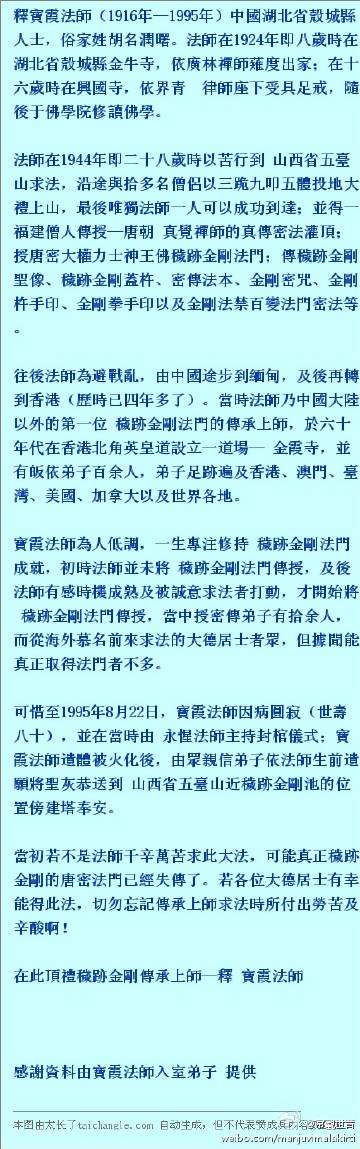 釋寶霞法師（1916年—1995年）中國湖北省穀城縣
人士，俗家姓胡名潤曙。法師在1924年即八歲時在
湖北省穀城縣金牛寺，依廣林禪師薙度出家；在十
六歲時在興國寺，依界青　律師座下受具足戒，隨
後于佛學院修讀佛學。
法師在1944年即二十八歲時以苦行到 山西省五臺
山求法，沿途與拾多名僧侶以三跪九叩五體投地大
禮上山，最後唯獨法師一人可以成功到達；並得一
福建僧人傳授—唐朝 真覺禪師的真傳密法灌頂；
授唐密大權力士神王佛穢跡金剛法門；傳穢跡金剛
聖像、穢跡金剛蓋杵、密傳法本、金剛密咒、金剛
杵手印、金剛拳手印以及金剛法禁百變法門密法等
。
往後法師為避戰亂，由中國途步到緬甸，及後再轉
到香港（歷時已四年多了）。當時法師乃中國大陸
以外的第一位 穢跡金剛法門的傳承上師，於六十
年代在香港北角英皇道設立一道場— 金霞寺，並
有皈依弟子百余人，弟子足跡遍及香港、澳門、臺
灣、美國、加拿大以及世界各地。
寶霞法師為人低調，一生專注修持 穢跡金剛法門
成就，初時法師並未將 穢跡金剛法門傳授，及後
法師有感時機成熟及被誠意求法者打動，才開始將
穢跡金剛法門傳授，當中授密傳弟子有拾余人，
而從海外慕名前來求法的大德居士者眾，但據聞能
真正取得法門者不多。
可惜至1995年8月22日，寶霞法師因病圓寂（世壽
八十），並在當時由 永惺法師主持封棺儀式；寶
霞法師遺體被火化後，由眾親信弟子依法師生前遺
願將聖灰恭送到 山西省五臺山近穢跡金剛池的位
置傍建塔奉安。
當初若不是法師千辛萬苦求此大法，可能真正穢跡
金剛的唐密法門已經失傳了。若各位大德居士有幸
能得此法，切勿忘記傳承上師求法時所付出勞苦及
辛酸啊！
在此頂禮穢跡金剛傳承上師—釋 寶霞法師
感謝資料由寶霞法師入室弟子 提供
本图由太长了taichangle.com 自动生成，但不代表赞成其
weibo.com/manjuvimalakirti